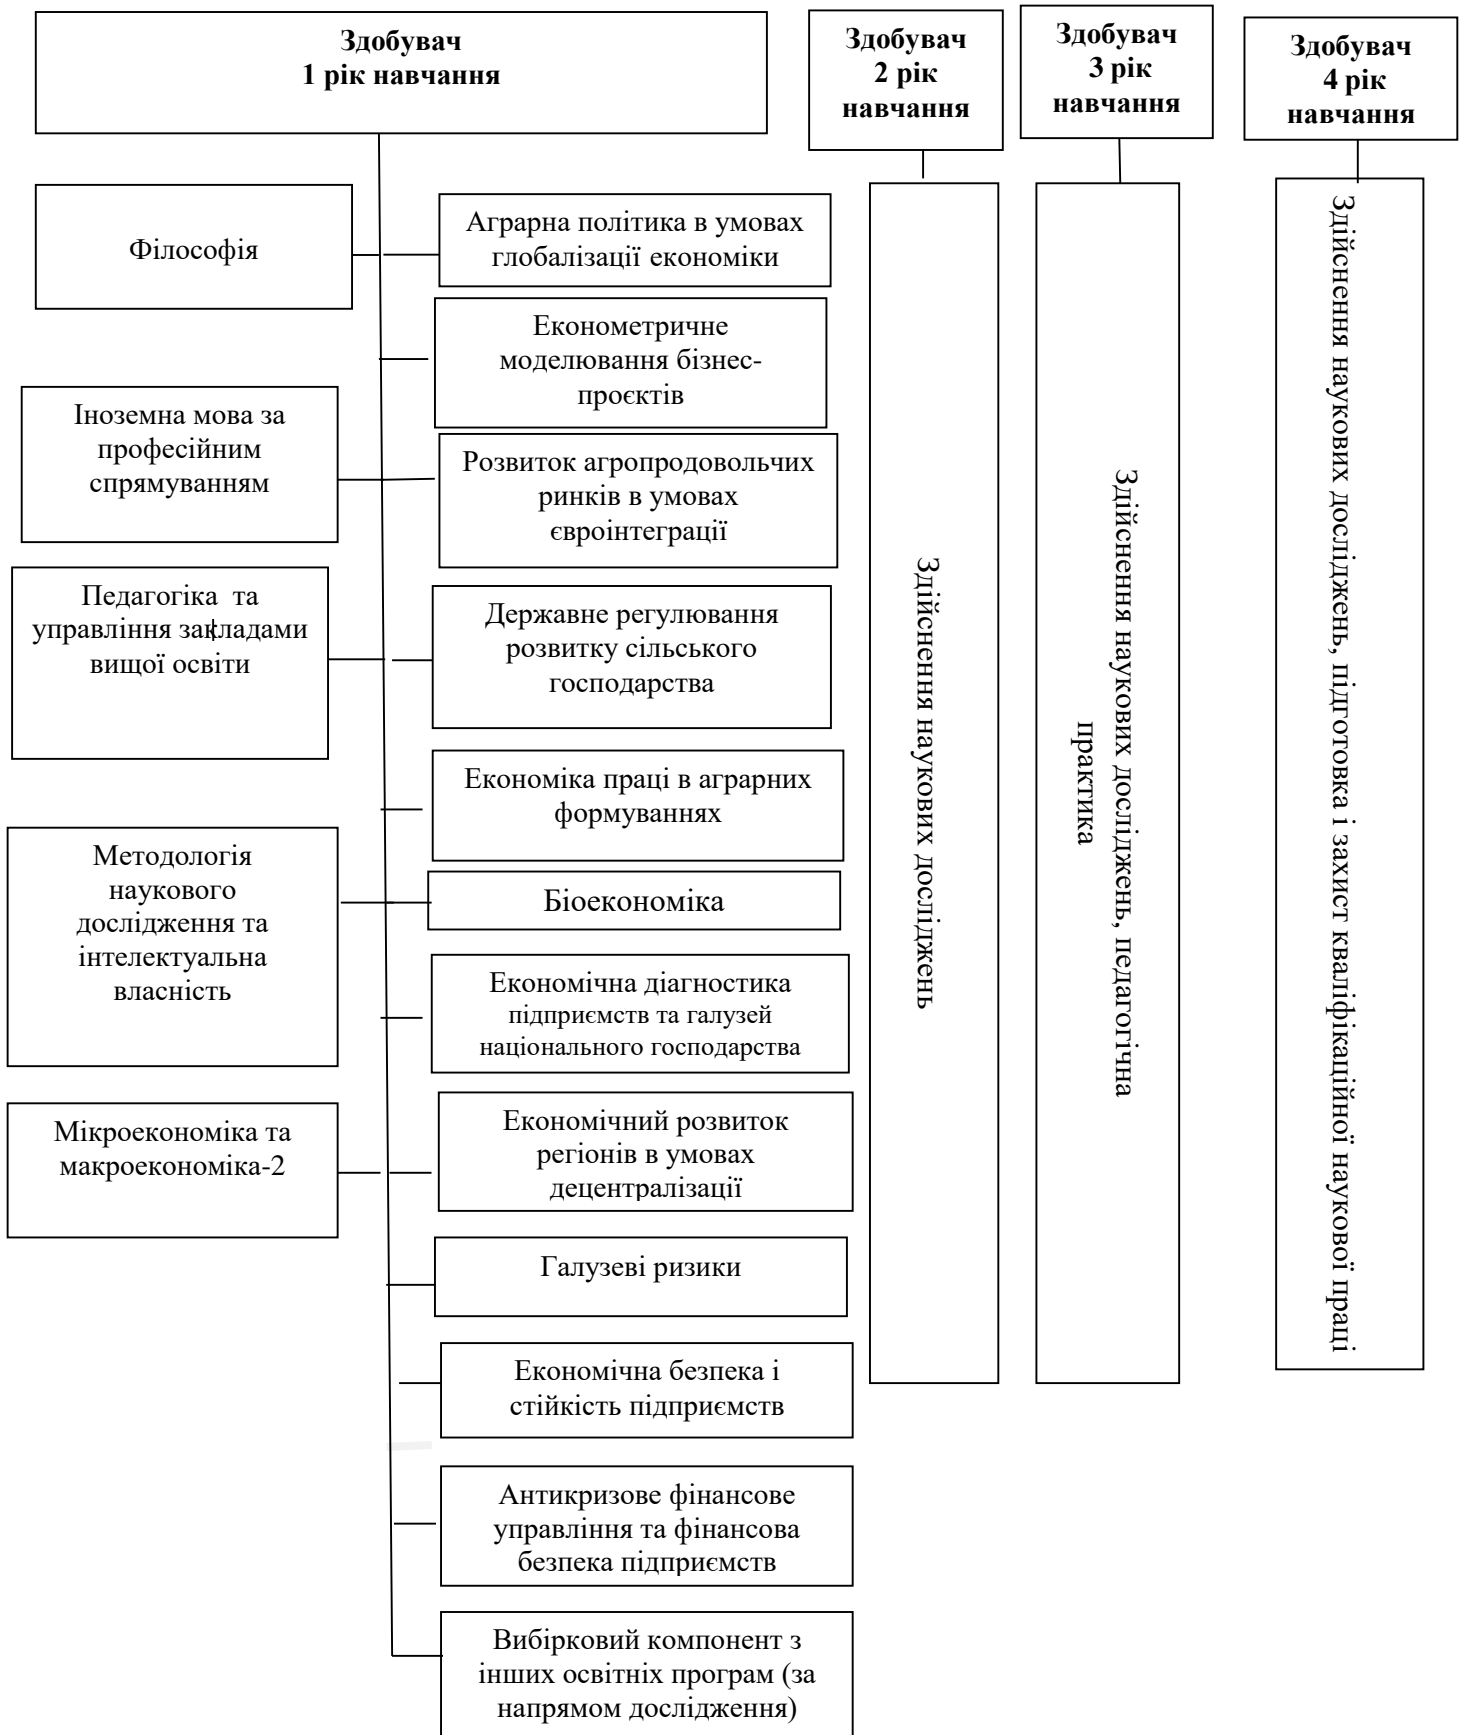 Здобувач
1 рік навчання
Здобувач
2 рік
навчання
Здобувач
3 рік
навчання
Здобувач
4 рік
навчання
Філософія
Іноземна мова за
професійним
спрямуванням
Педагогіка та
управління закладами
вищої освіти
Методологія
наукового
дослідження та
інтелектуальна
власність
Мікроекономіка та
макроекономіка-2
Аграрна політика в умовах
глобалізації економіки
Економетричне
моделювання бізнес-
проєктів
Розвиток агропродовольчих
ринків в умовах
євроінтеграції
Державне регулювання
розвитку сільського
господарства
Економіка праці в аграрних
формуваннях
Біоекономіка
Економічна діагностика
підприємств та галузей
національного господарства
Економічний розвиток
регіонів в умовах
децентралізації
Галузеві ризики
Економічна безпека і
стійкість підприємств
Антикризове фінансове
управління та фінансова
безпека підприємств
Вибірковий компонент з
інших освітніх програм (за
напрямом дослідження)
Здійснення наукових досліджень
Здійснення наукових досліджень, педагогічна
практика
Здійснення наукових досліджень, підготовка і захист кваліфікаційної наукової праці